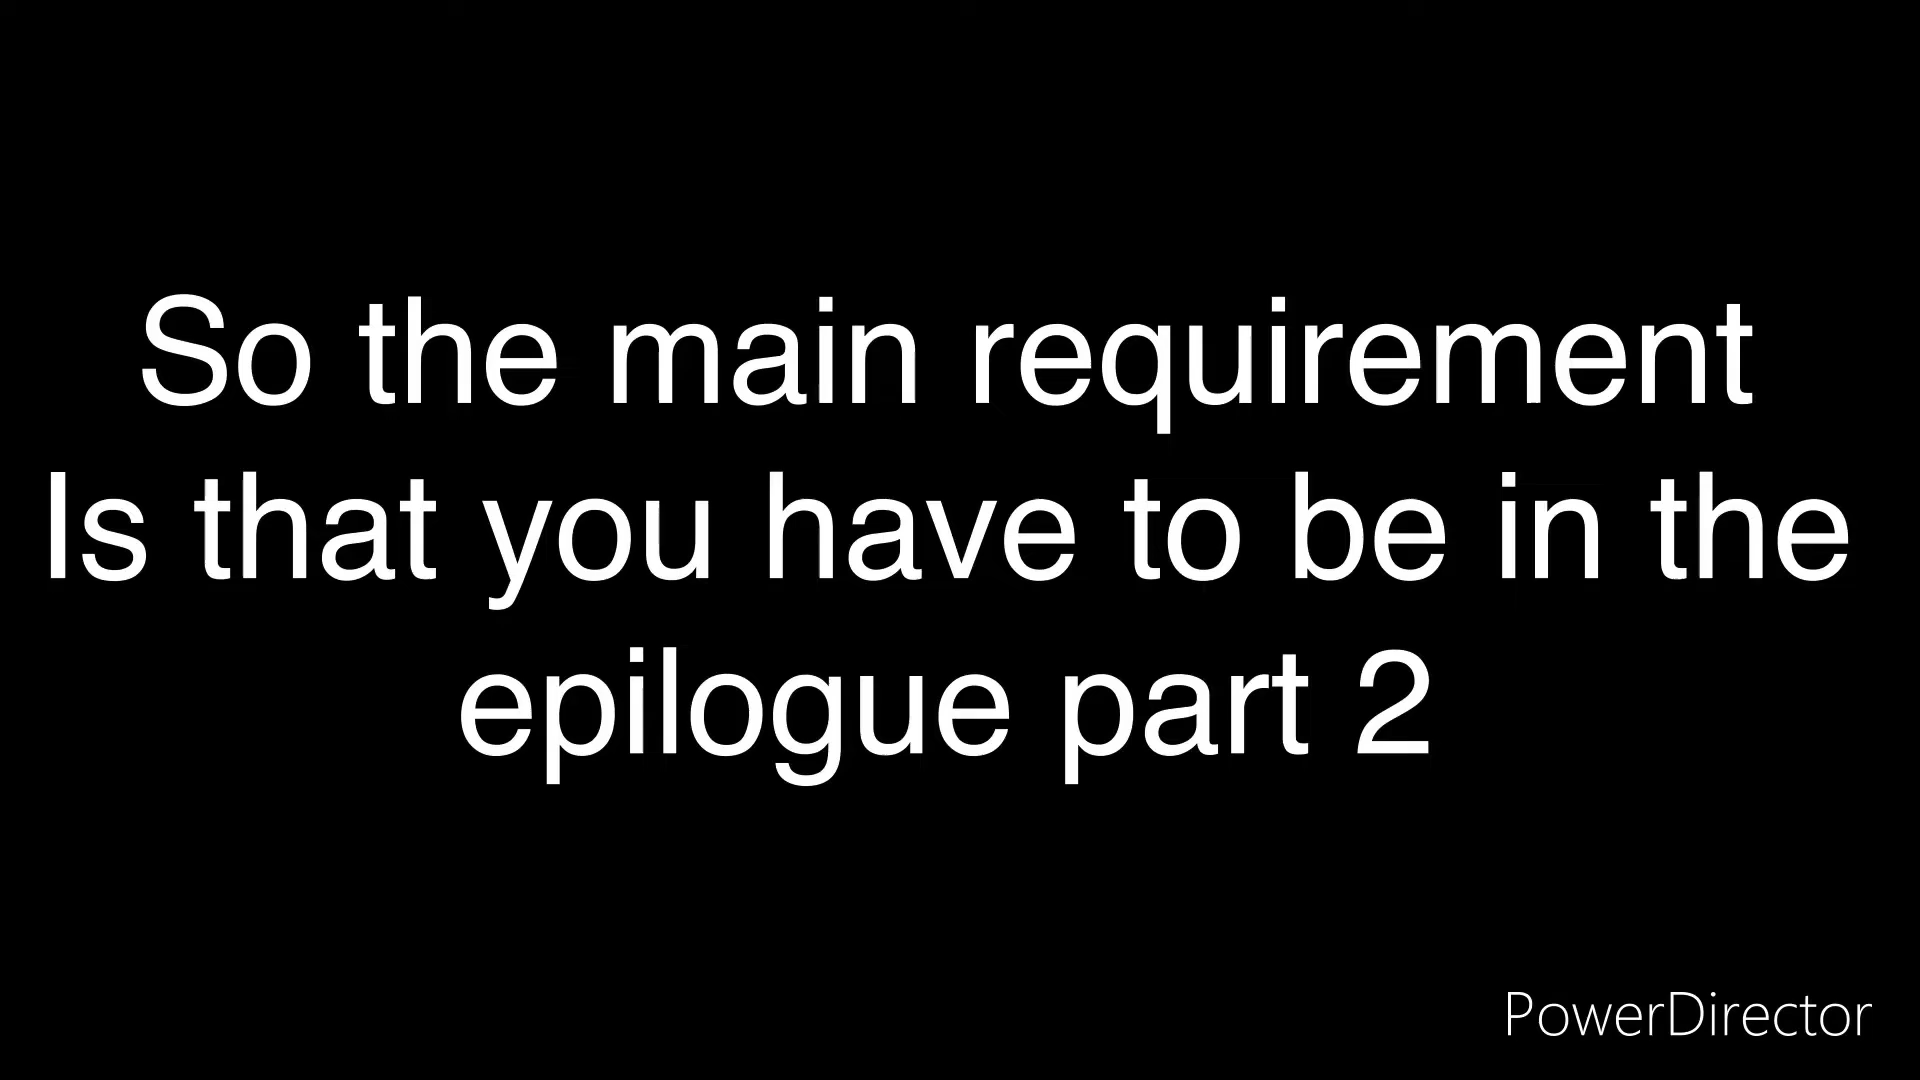 So the main requirement
Is that you have to be in the
epilogue part 2
PowerDirector